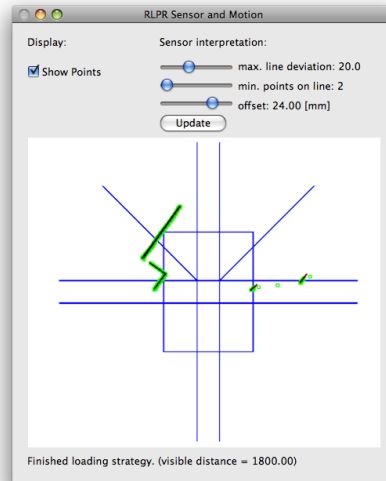 RLPR Sensor and Motion
Display:
Sensor interpretation:
Show Points
max. line deviation: 20.0
min. points on line: 2
offset: 24.00 [mm]
Update
Finished loading strategy. (visible distance = 1800.00)